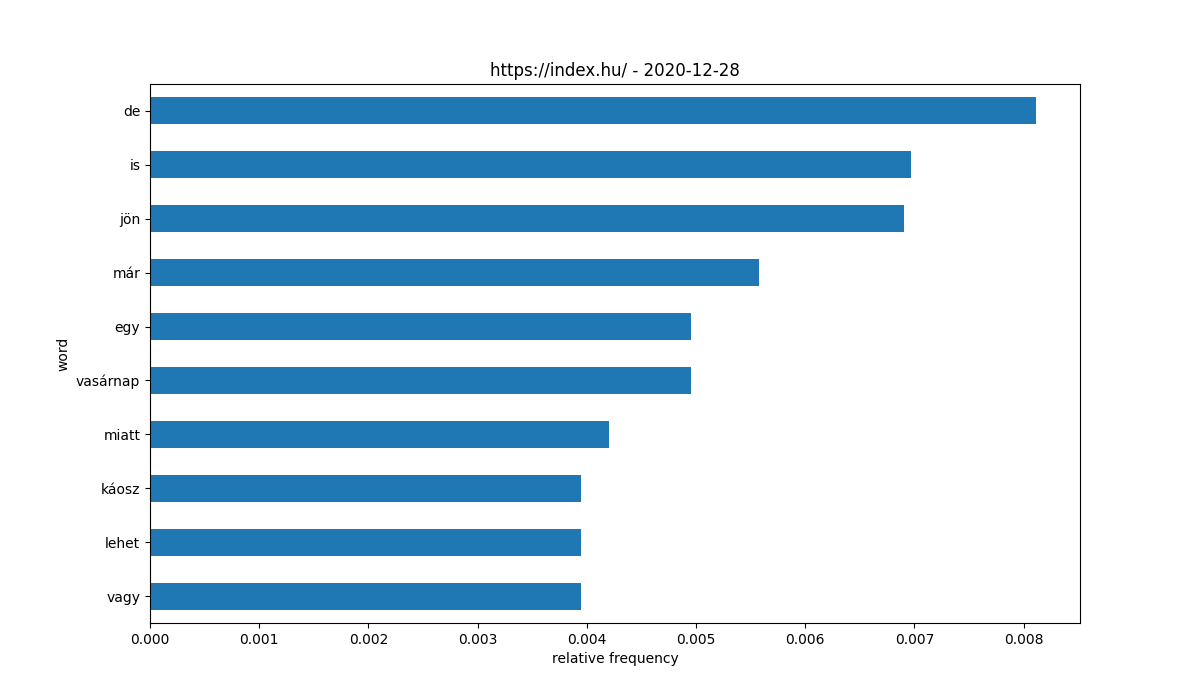 https://index.hu/ - 2020-12-28
de
is
jön
már
egy
vasárnap
miatt
káosz
lehet
vagy
word
0.000 0.001 0.002 0.003 0.004 0.005 0.006 0.007 0.008
relative frequency